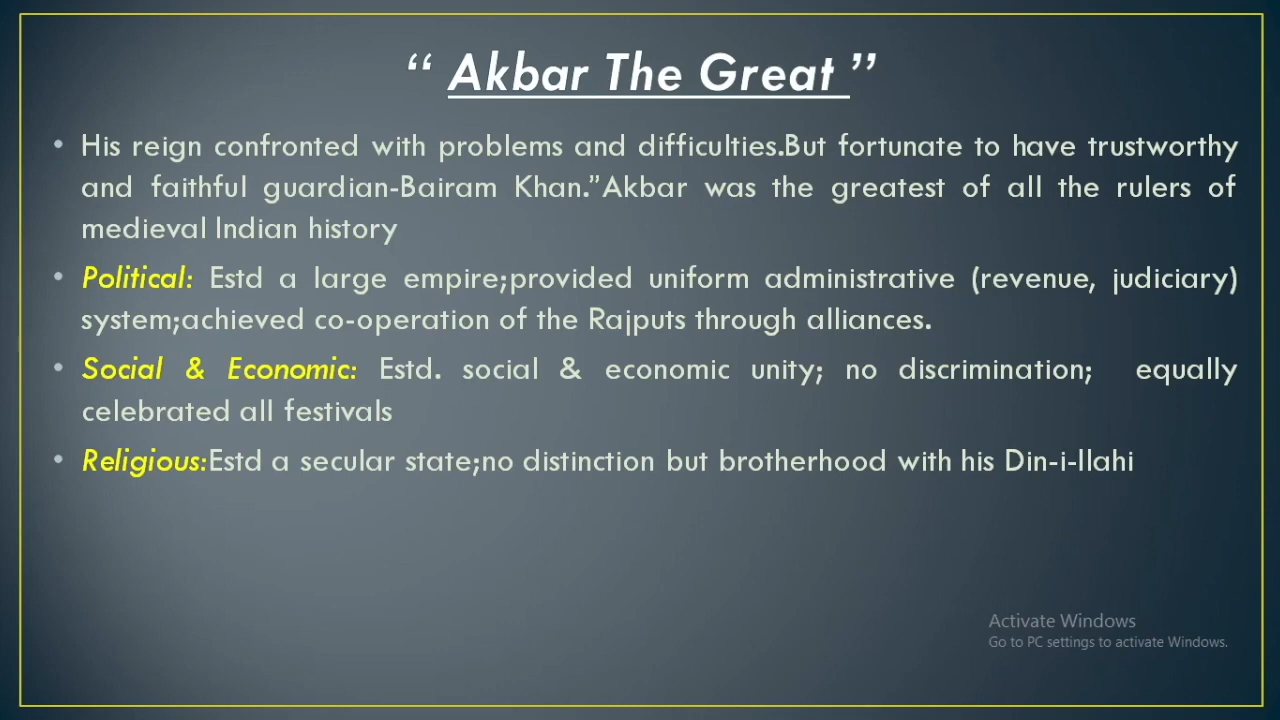 “ Akbar The Great ”
• His reign confronted with problems and difficulties.But fortunate to have trustworthy
and faithful guardian-Bairam Khan.”Akbar was the greatest of all the rulers of
medieval Indian history
• Political: Estd a large empire;provided uniform administrative (revenue, judiciary)
system;achieved co-operation of the Rajputs through alliances.
• Social & Economic: Estd. social & economic unity; no discrimination; equally
celebrated all festivals
• Religious:Estd a secular state;no distinction but brotherhood with his Din-i-Ilahi
Activate Windows
Go to PC settings to activate Windows.